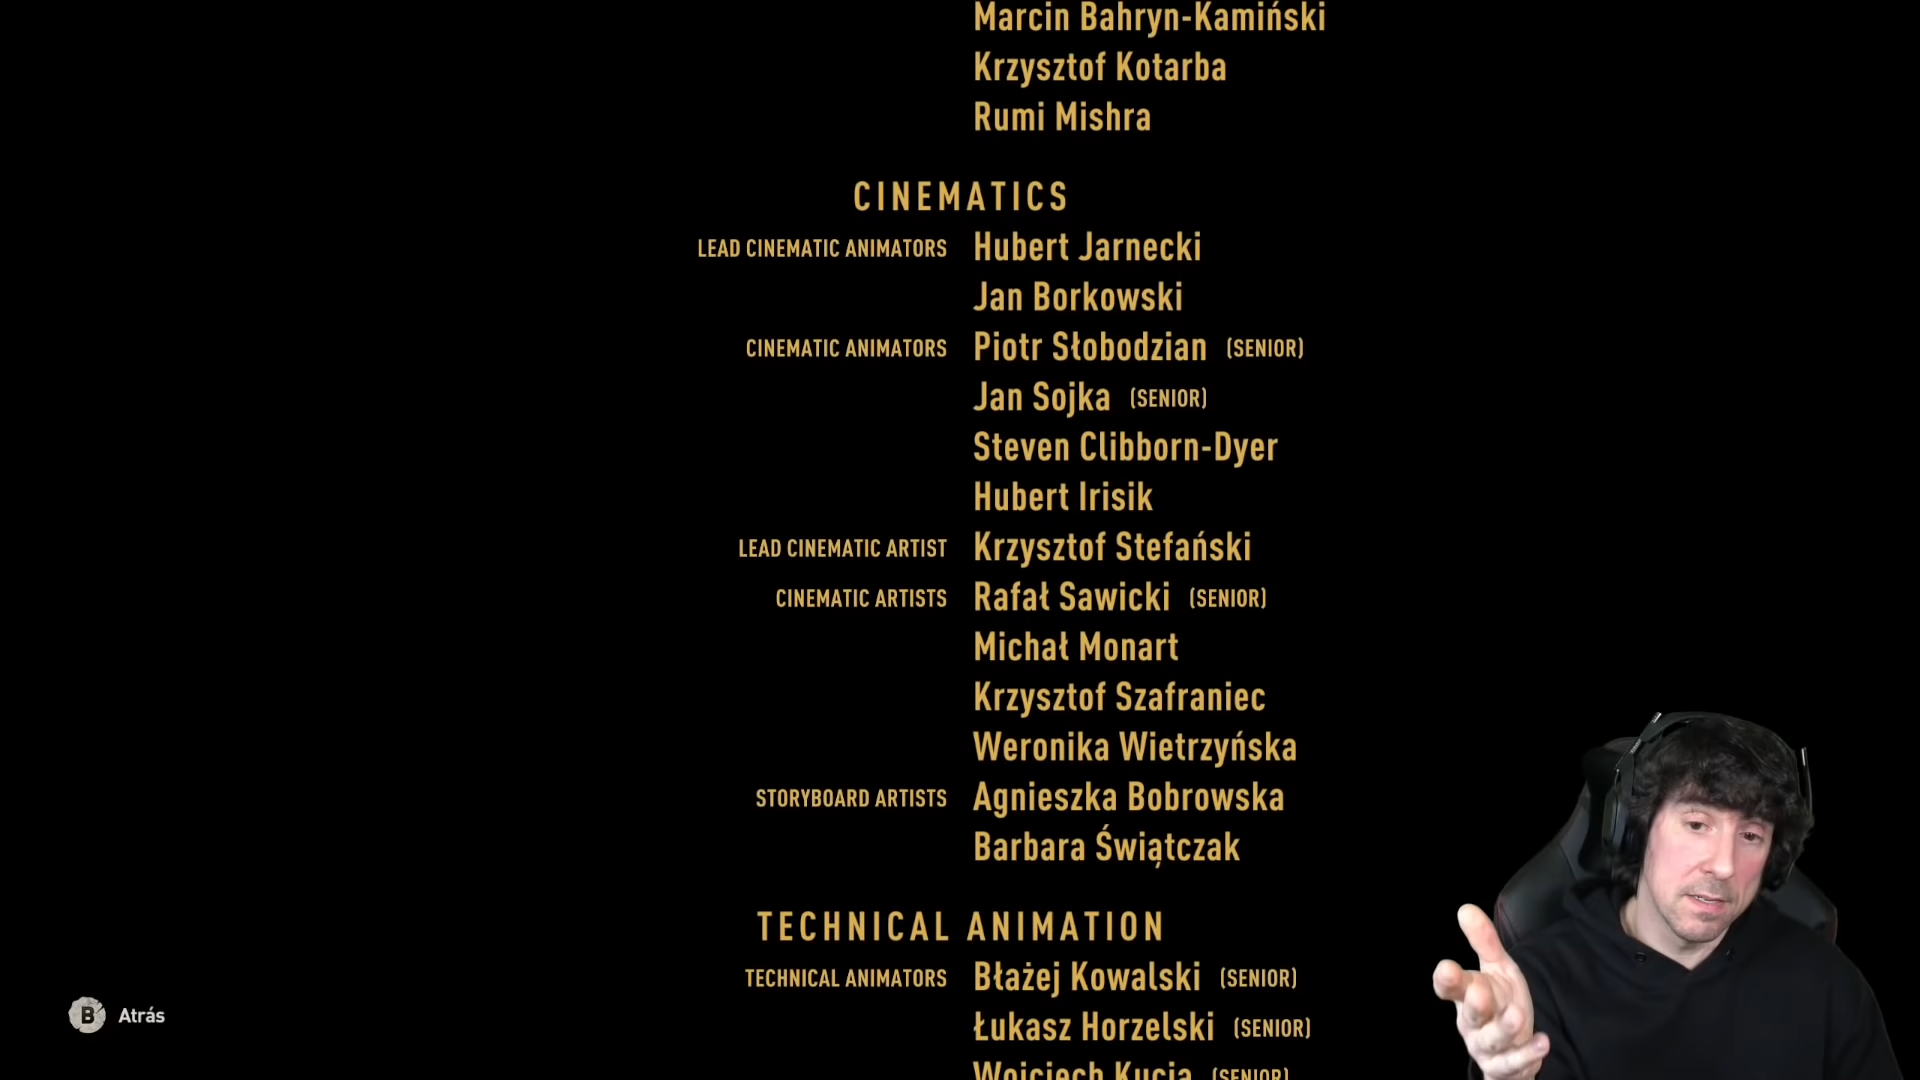 Marcin Bahryn-Kamiński
Krzysztof Kotarba
Rumi Mishra
CINEMATICS
LEAD CINEMATIC ANIMATORS Hubert Jarnecki
Jan Borkowski
CINEMATIC ANIMATORS Piotr Słobodzian (SENIOR)
Jan Sojka (SENIOR)
Steven Clibborn-Dyer
Hubert Irisik
LEAD CINEMATIC ARTIST Krzysztof Stefański
CINEMATIC ARTISTS Rafał Sawicki (SENIOR)
Michał Monart
Krzysztof Szafraniec
Weronika Wietrzyńska
STORYBOARD ARTISTS Agnieszka Bobrowska
Barbara Świątczak
TECHNICAL ANIMATION
TECHNICAL ANIMATORS Błażej Kowalski (SENIOR)
Łukasz Horzelski (SENIOR)
Wojciech Kucia (SENIOR)
B Atrás